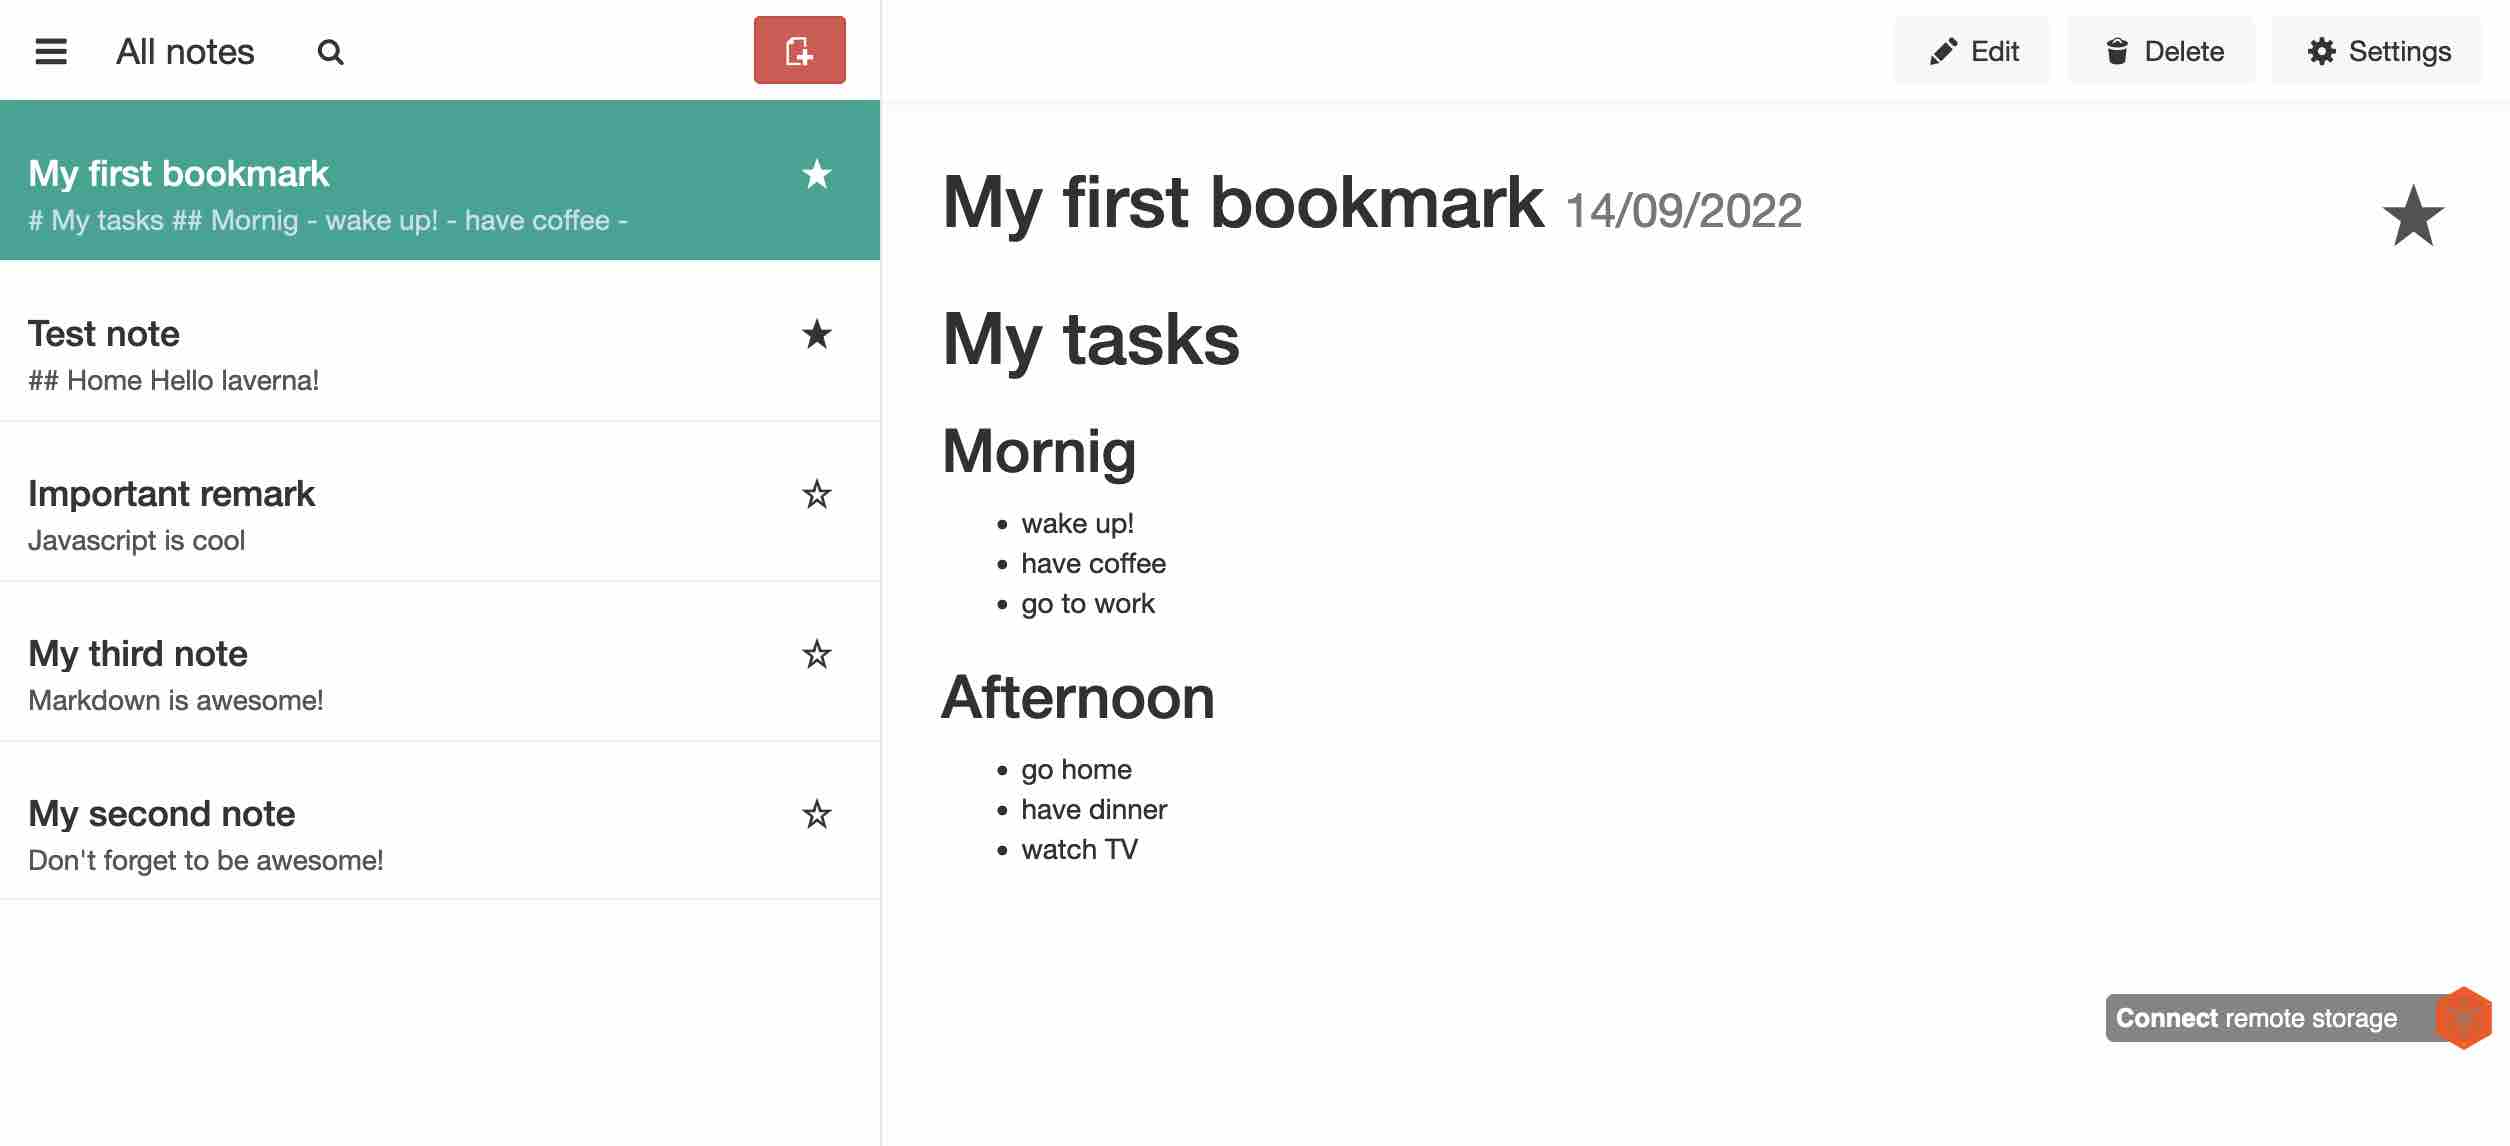 All notes
Edit
Delete
Settings
My first bookmark
# My tasks ## Mornig - wake up! - have coffee -
Test note
## Home Hello laverna!
Important remark
Javascript is cool
My third note
Markdown is awesome!
My second note
Don't forget to be awesome!
My first bookmark 14/09/2022
My tasks
Mornig
• wake up!
• have coffee
• go to work
Afternoon
• go home
• have dinner
• watch TV
Connect remote storage